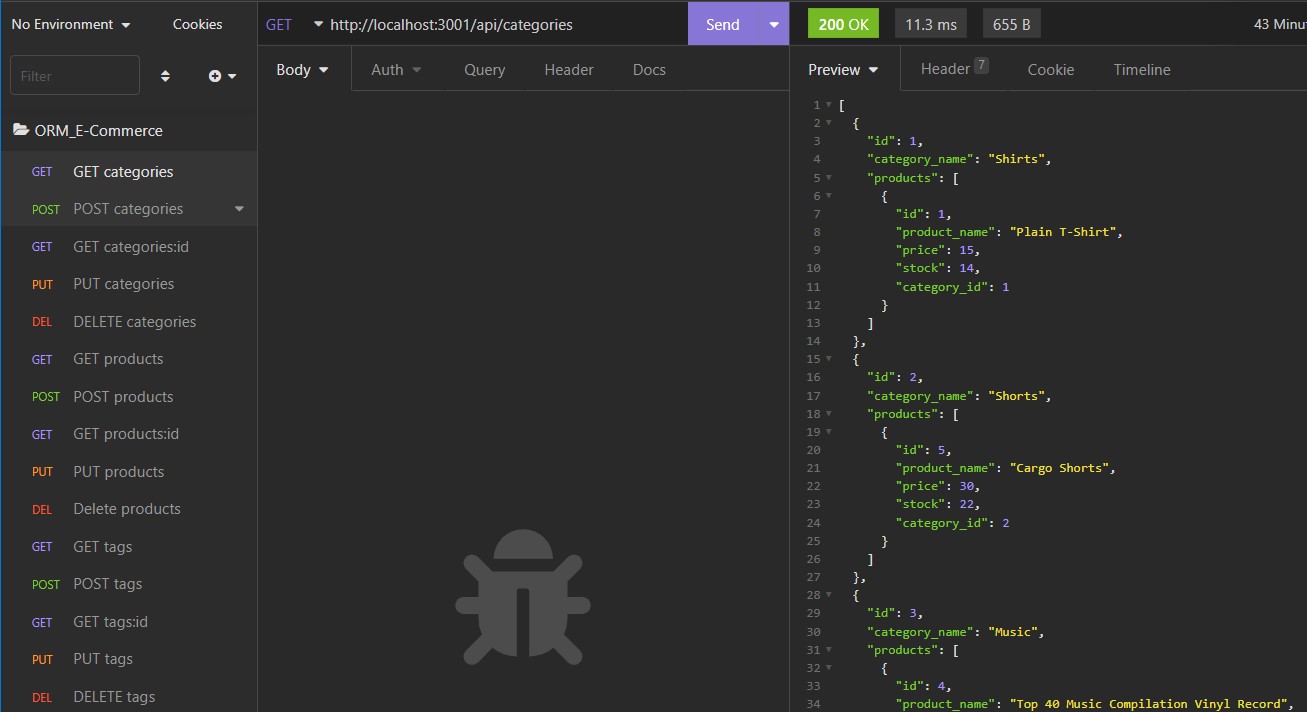 No Environment Cookies
Filter
ORM_E-Commerce
GET GET categories
POST POST categories
GET GET categories:id
PUT PUT categories
DEL DELETE categories
GET GET products
POST POST products
GET GET products:id
PUT PUT products
DEL Delete products
GET GET tags
POST POST tags
GET GET tags:id
PUT PUT tags
DEL DELETE tags
GET http://localhost:3001/api/categories Send
Body Auth Query Header Docs
200 OK 11.3 ms 655 B 43 Minu
Preview Header 7 Cookie Timeline
1 [
2 {
3 "id": 1,
4 "category_name": "Shirts",
5 "products": [
6 {
7 "id": 1,
8 "product_name": "Plain T-Shirt",
9 "price": 15,
10 "stock": 14,
11 "category_id": 1
12 }
13 ]
14 },
15 {
16 "id": 2,
17 "category_name": "Shorts",
18 "products": [
19 {
20 "id": 5,
21 "product_name": "Cargo Shorts",
22 "price": 30,
23 "stock": 22,
24 "category_id": 2
25 }
26 ]
27 },
28 {
29 "id": 3,
30 "category_name": "Music",
31 "products": [
32 {
33 "id": 4,
34 "product_name": "Top 40 Music Compilation Vinyl Record",